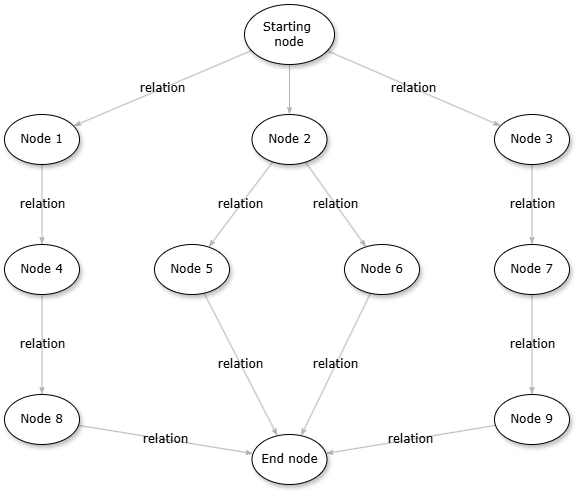 Starting
node
relation
relation
Node 1
Node 2
Node 3
relation
relation
relation
relation
Node 4
Node 5
Node 6
Node 7
relation
relation
relation
relation
Node 8
Node 9
relation
relation
End node